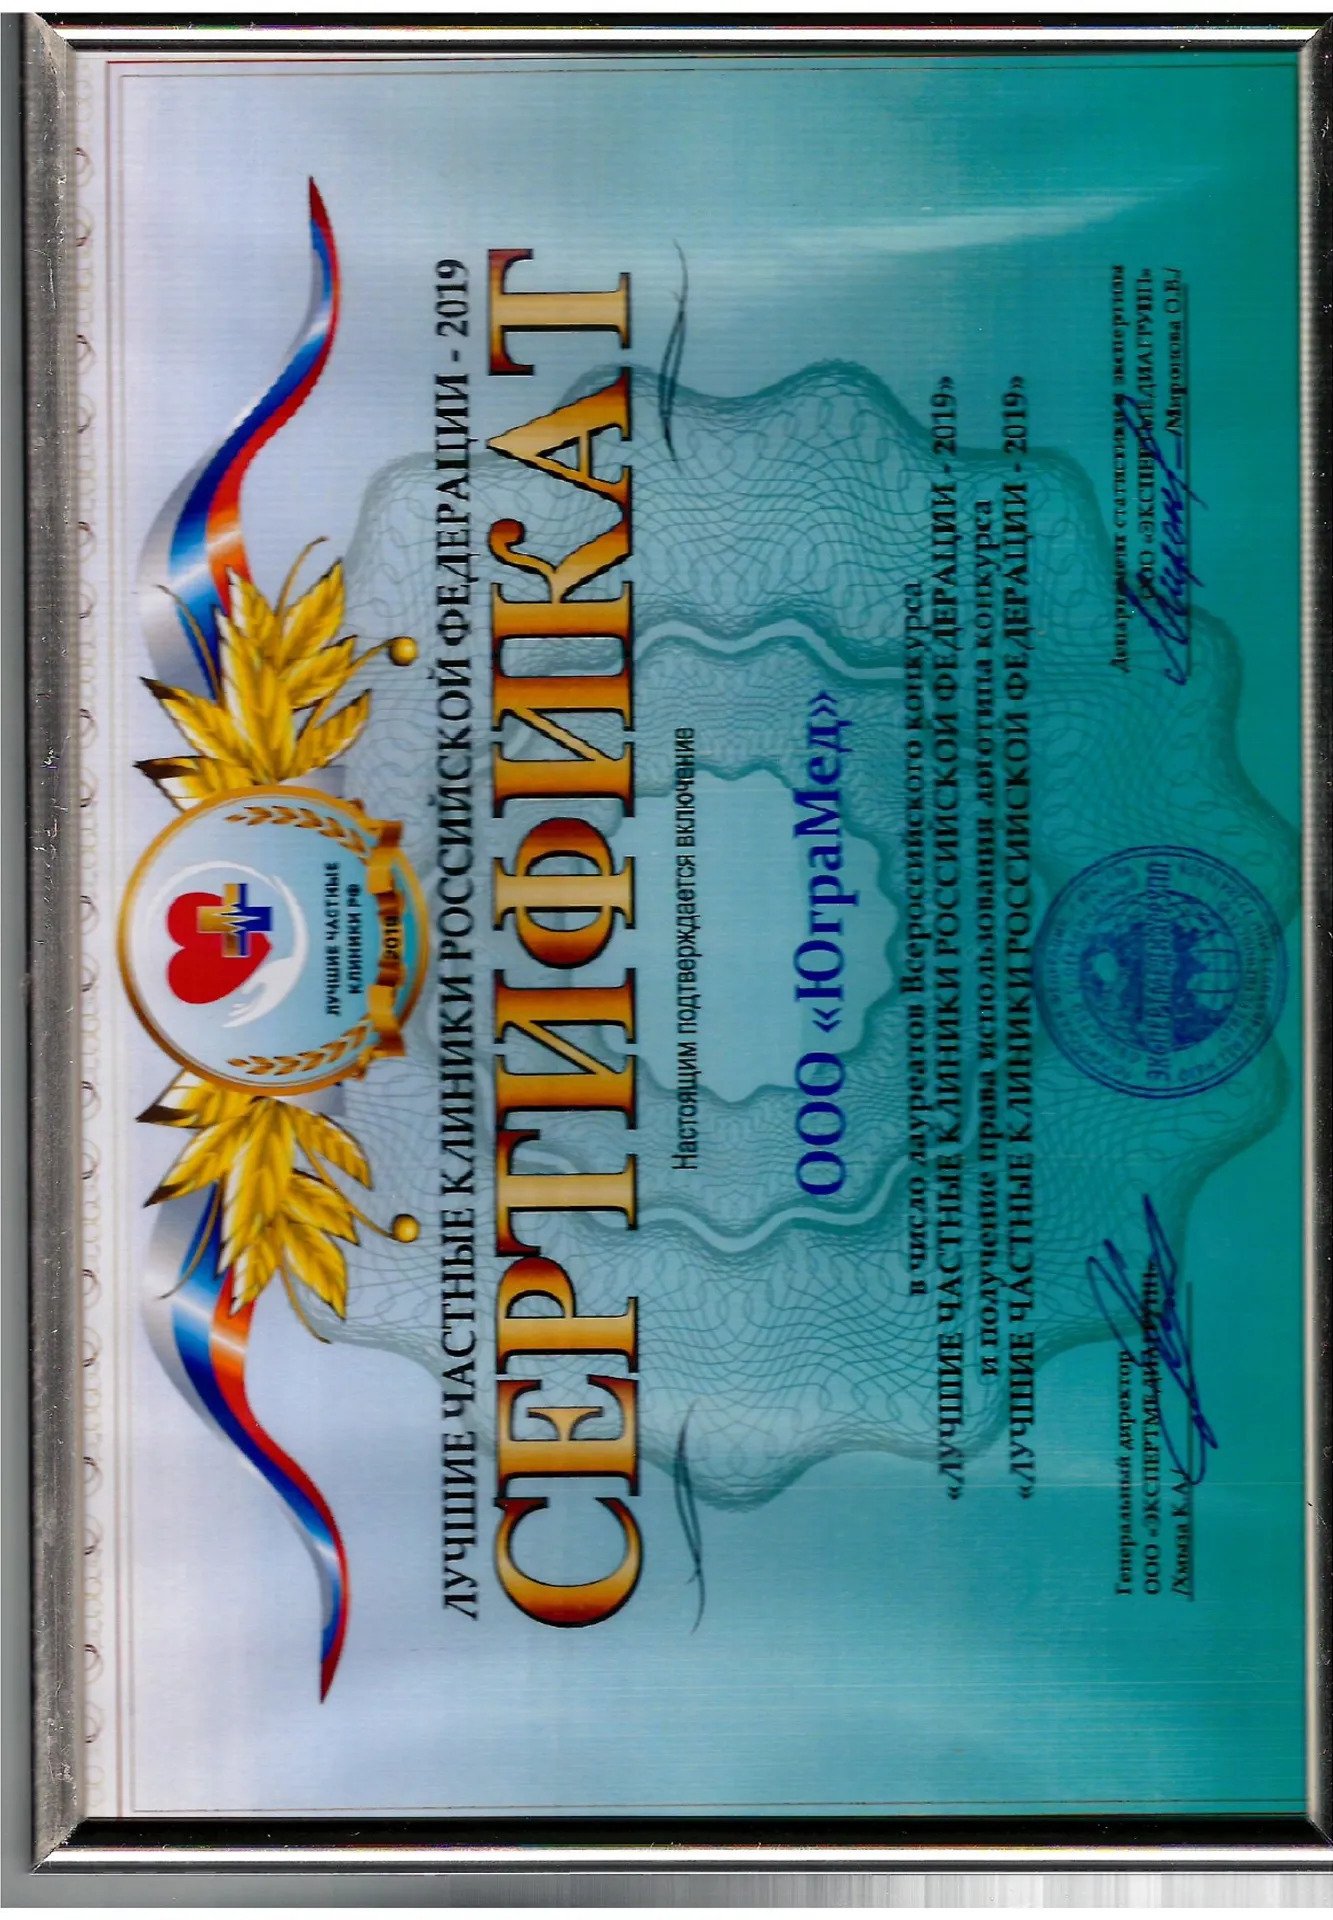 ЛУЧШИЕ ЧАСТНЫЕ
КЛИНИКИ РФ
2019
ЛУЧШИЕ ЧАСТНЫЕ КЛИНИКИ РОССИЙСКОЙ ФЕДЕРАЦИИ - 2019
СЕРТИФИКАТ
Настоящим подтверждается включение
ООО «ЮграМед»
в число лауреатов Всероссийского конкурса
«ЛУЧШИЕ ЧАСТНЫЕ КЛИНИКИ РОССИЙСКОЙ ФЕДЕРАЦИИ - 2019»
и получение права использования логотипа конкурса
«ЛУЧШИЕ ЧАСТНЫЕ КЛИНИКИ РОССИЙСКОЙ ФЕДЕРАЦИИ - 2019»
Генеральный директор
ООО «ЭКСПЕРТМЕДИАГРУПП»
/Хмыза К.А./
ЭкспертМедиаГрупп
Департамент статистики и экспертизы
ООО «ЭКСПЕРТМЕДИАГРУПП»
/Миронова О.В./